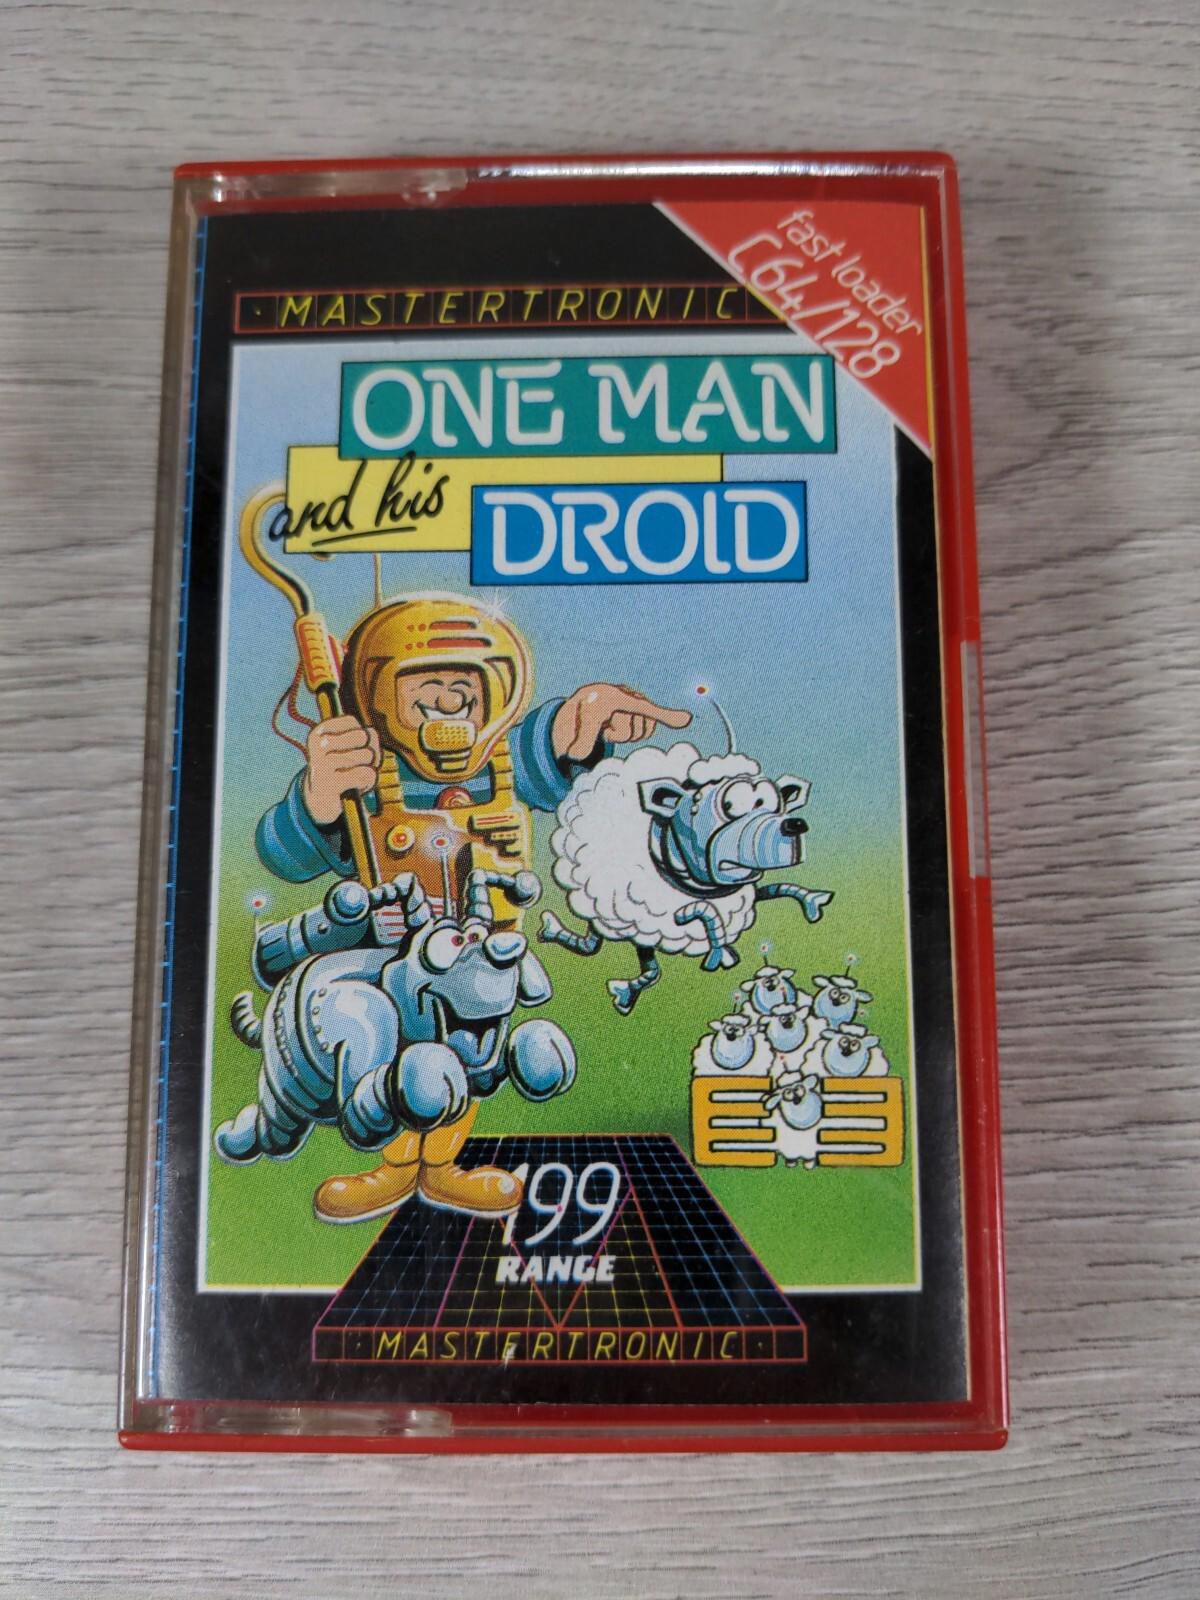 fast loader
C64/128
MASTERTRONIC
ONE MAN
and his
DROID
199
RANGE
MASTERTRONIC